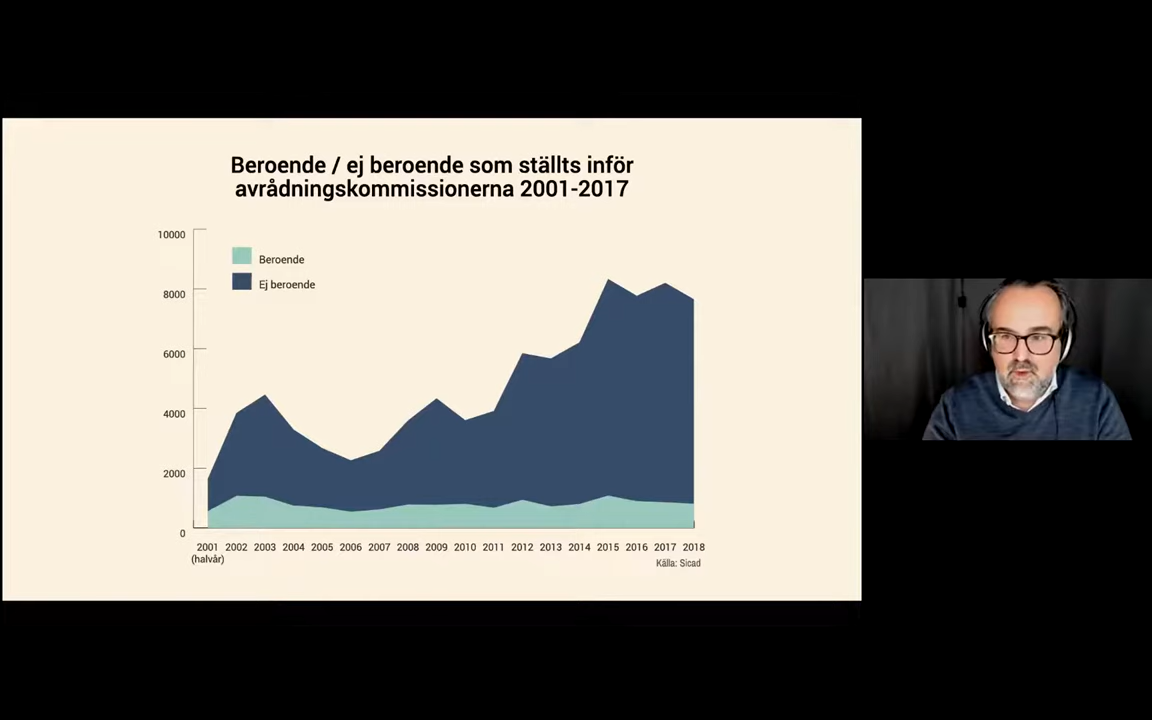 Beroende / ej beroende som ställts inför
avrådningskommissionerna 2001-2017
10000
8000
6000
4000
2000
0
Beroende
Ej beroende
2001 2002 2003 2004 2005 2006 2007 2008 2009 2010 2011 2012 2013 2014 2015 2016 2017 2018
(halvår)
Källa: Sicad